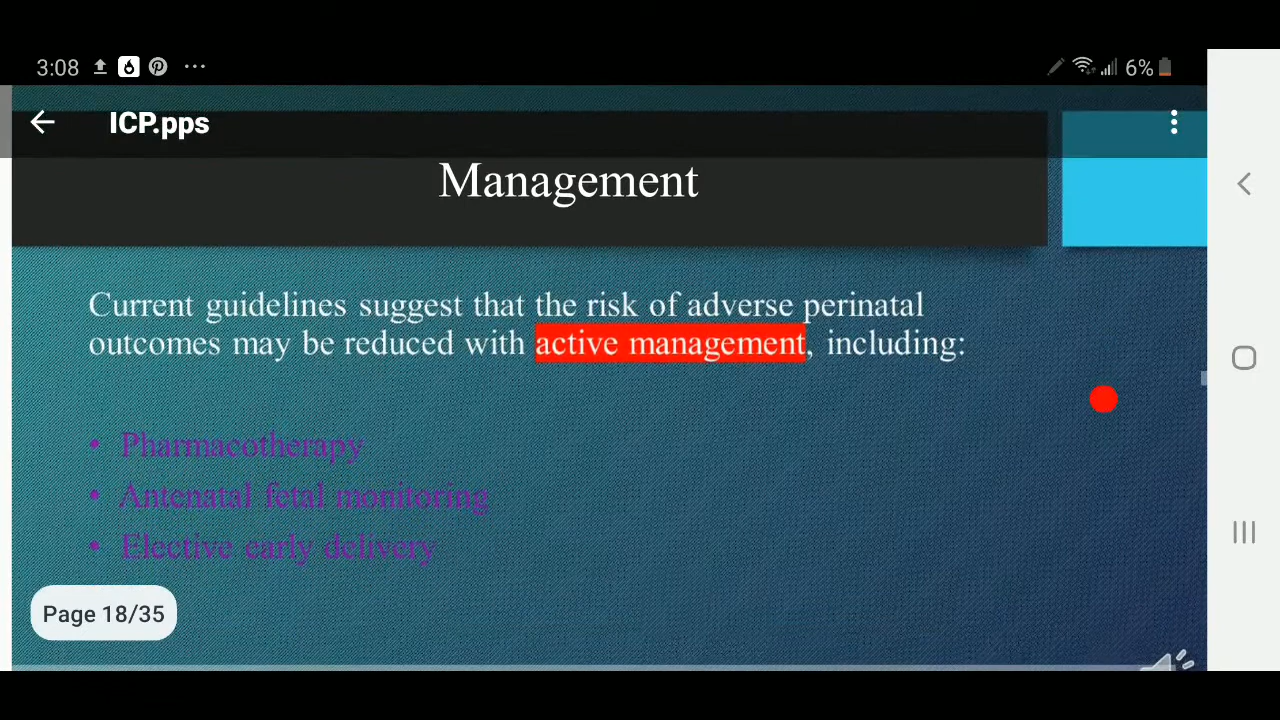 3:08
6%
ICP.pps
Management
Current guidelines suggest that the risk of adverse perinatal
outcomes may be reduced with active management, including:
• Pharmacotherapy
• Antenatal fetal monitoring
• Elective early delivery
Page 18/35